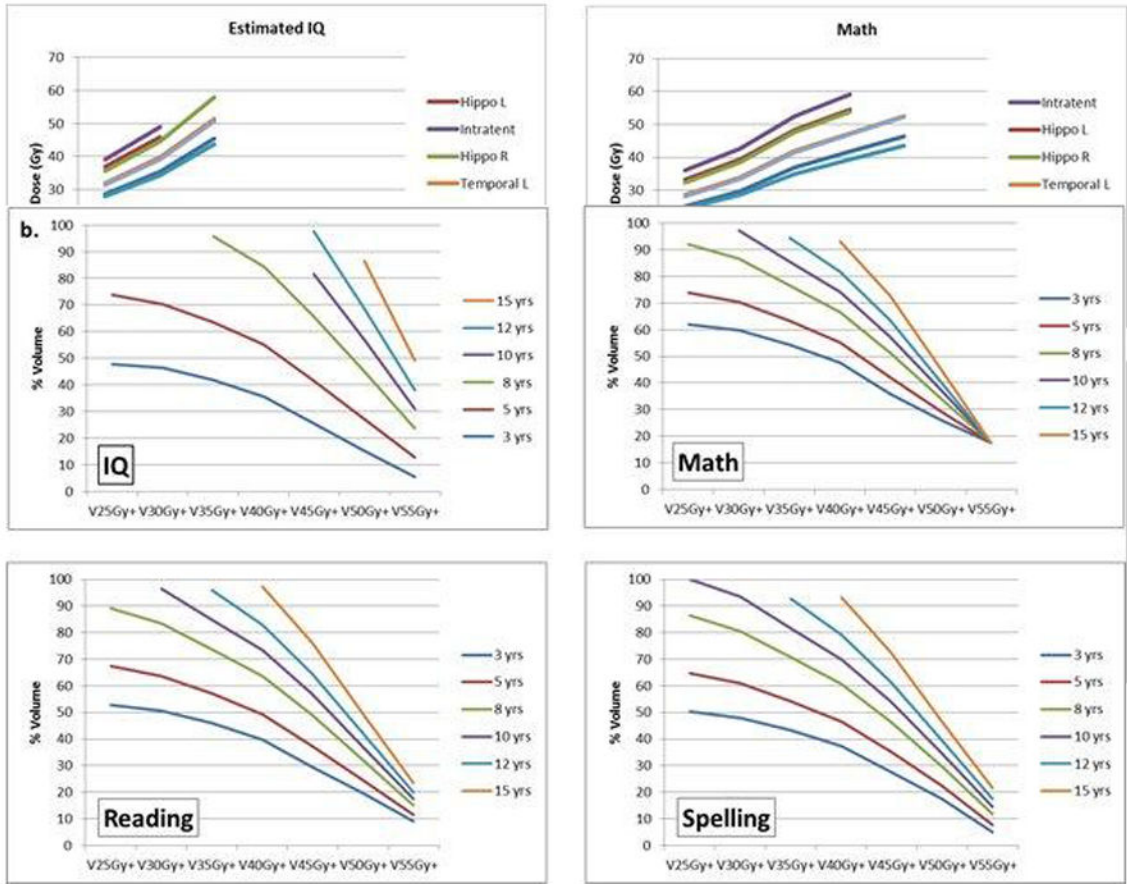 Estimated IQ
70
60
50
40
30
Dose (Gy)
Hippo L
Intratent
Hippo R
Temporal L
Math
70
60
50
40
30
Dose (Gy)
Intratent
Hippo L
Hippo R
Temporal L
b.
100
90
80
70
60
50
40
30
20
10
0
% Volume
15 yrs
12 yrs
10 yrs
8 yrs
5 yrs
3 yrs
IQ
V25Gy+ V30Gy+ V35Gy+ V40Gy+ V45Gy+ V50Gy+ V55Gy+
100
90
80
70
60
50
40
30
20
10
0
% Volume
3 yrs
5 yrs
8 yrs
10 yrs
12 yrs
15 yrs
Math
V25Gy+ V30Gy+ V35Gy+ V40Gy+ V45Gy+ V50Gy+ V55Gy+
100
90
80
70
60
50
40
30
20
10
0
% Volume
3 yrs
5 yrs
8 yrs
10 yrs
12 yrs
15 yrs
Reading
V25Gy+ V30Gy+ V35Gy+ V40Gy+ V45Gy+ V50Gy+ V55Gy+
100
90
80
70
60
50
40
30
20
10
0
% Volume
3 yrs
5 yrs
8 yrs
10 yrs
12 yrs
15 yrs
Spelling
V25Gy+ V30Gy+ V35Gy+ V40Gy+ V45Gy+ V50Gy+ V55Gy+